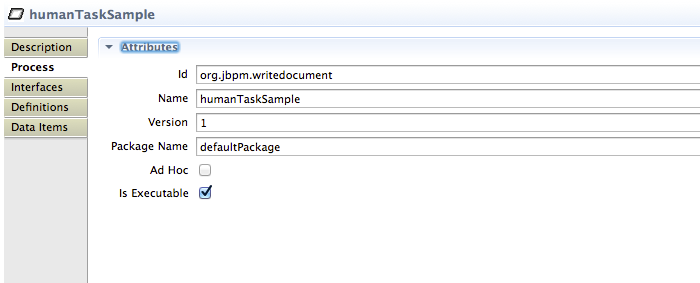 humanTaskSample
Description
Process
Interfaces
Definitions
Data Items
Attributes
Id org.jbpm.writedocument
Name humanTaskSample
Version 1
Package Name defaultPackage
Ad Hoc
Is Executable